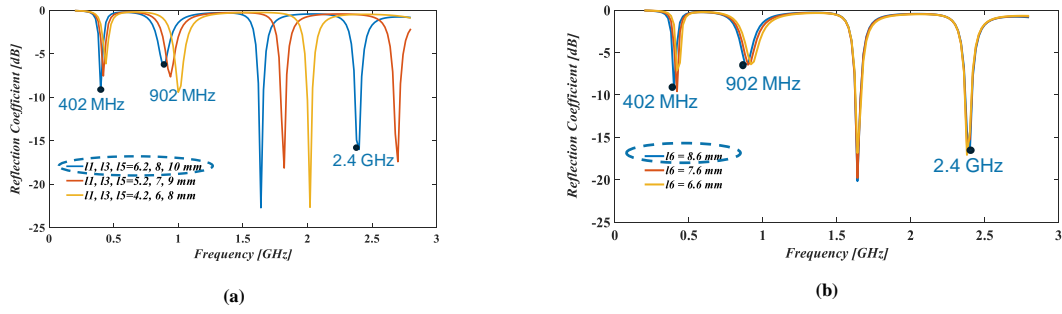 0
-5
-10
-15
-20
-25
Reflection Coefficient [dB]
402 MHz
902 MHz
2.4 GHz
l1, l3, l5=6.2, 8, 10 mm
l1, l3, l5=5.2, 7, 9 mm
l1, l3, l5=4.2, 6, 8 mm
0 0.5 1 1.5 2 2.5 3
Frequency [GHz]
(a)
0
-5
-10
-15
-20
-25
Reflection Coefficient [dB]
402 MHz
902 MHz
2.4 GHz
l6 = 8.6 mm
l6 = 7.6 mm
l6 = 6.6 mm
0 0.5 1 1.5 2 2.5 3
Frequency [GHz]
(b)